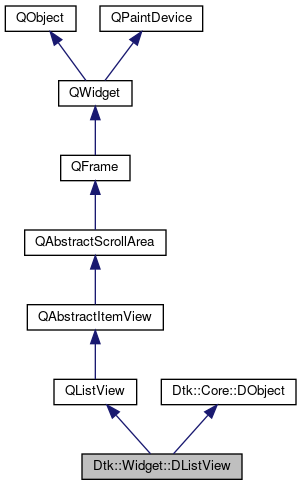 QObject
QPaintDevice
QWidget
QFrame
QAbstractScrollArea
QAbstractItemView
QListView
Dtk::Core::DObject
Dtk::Widget::DListView